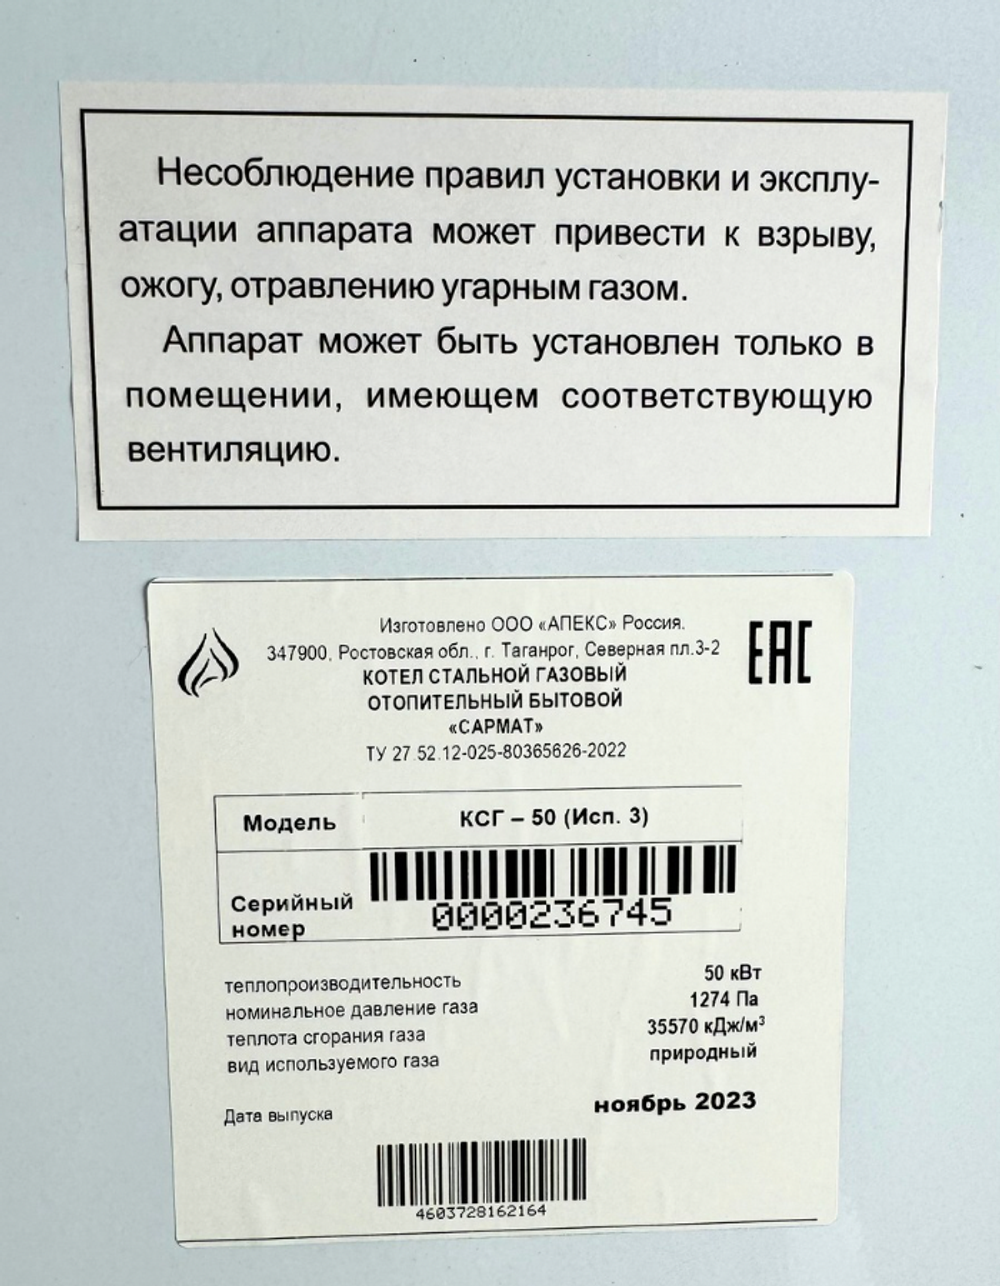 Несоблюдение правил установки и эксплу-
атации аппарата может привести к взрыву,
ожогу, отравлению угарным газом.
Аппарат может быть установлен только в
помещении, имеющем соответствующую
вентиляцию.
Изготовлено ООО «АПЕКС» Россия.
347900, Ростовская обл., г. Таганрог, Северная пл.3-2
EAC
КОТЕЛ СТАЛЬНОЙ ГАЗОВЫЙ
ОТОПИТЕЛЬНЫЙ БЫТОВОЙ
«САРМАТ»
ТУ 27.52.12-025-80365626-2022
Модель КСГ – 50 (Исп. 3)
Серийный
номер
0000236745
теплопроизводительность 50 кВт
номинальное давление газа 1274 Па
теплота сгорания газа 35570 кДж/м³
вид используемого газа природный
Дата выпуска ноябрь 2023
4603728162164